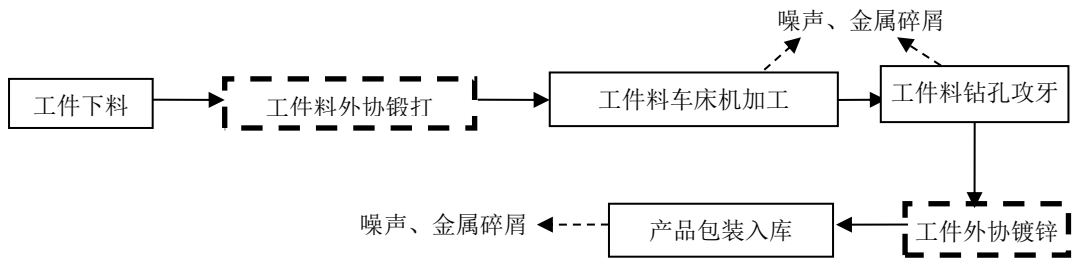 噪声、金属碎屑
工件下料
工件料外协锻打
工件料车床机加工
工件料钻孔攻牙
噪声、金属碎屑
产品包装入库
工件外协镀锌